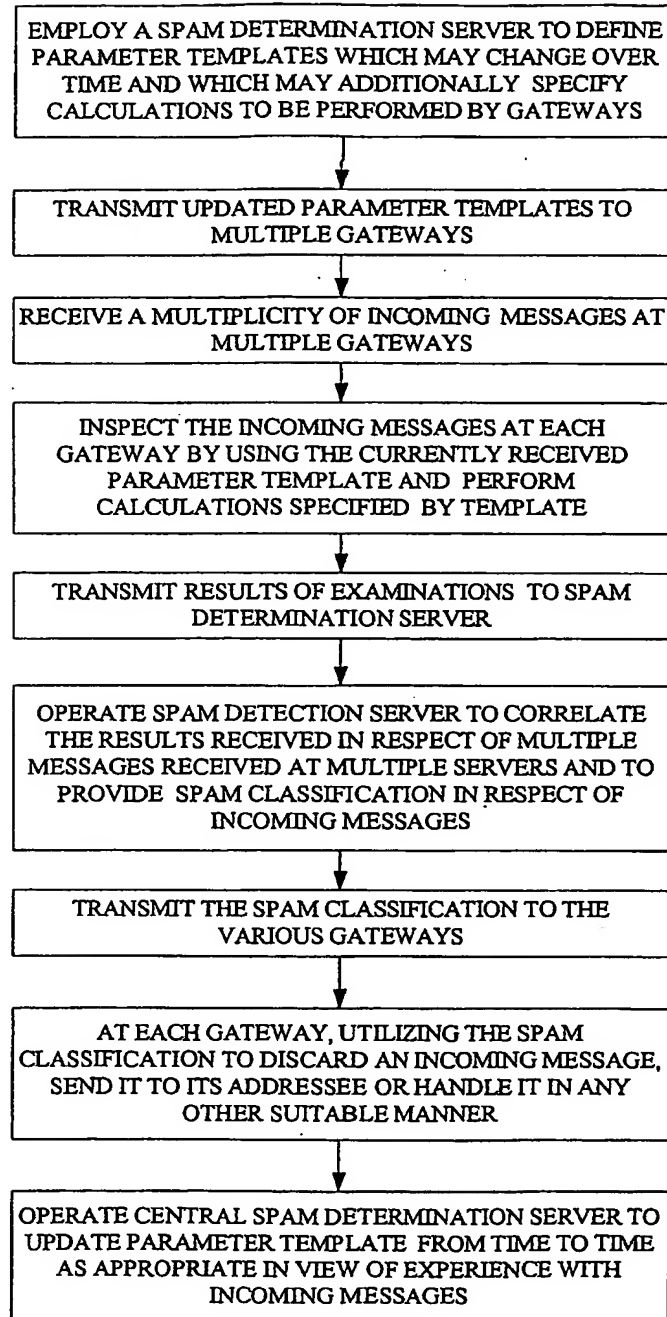 EMPLOY A SPAM DETERMINATION SERVER TO DEFINE
PARAMETER TEMPLATES WHICH MAY CHANGE OVER
TIME AND WHICH MAY ADDITIONALLY SPECIFY
CALCULATIONS TO BE PERFORMED BY GATEWAYS
TRANSMIT UPDATED PARAMETER TEMPLATES TO
MULTIPLE GATEWAYS
RECEIVE A MULTIPLICITY OF INCOMING MESSAGES AT
MULTIPLE GATEWAYS
INSPECT THE INCOMING MESSAGES AT EACH
GATEWAY BY USING THE CURRENTLY RECEIVED
PARAMETER TEMPLATE AND PERFORM
CALCULATIONS SPECIFIED BY TEMPLATE
TRANSMIT RESULTS OF EXAMINATIONS TO SPAM
DETERMINATION SERVER
OPERATE SPAM DETECTION SERVER TO CORRELATE
THE RESULTS RECEIVED IN RESPECT OF MULTIPLE
MESSAGES RECEIVED AT MULTIPLE SERVERS AND TO
PROVIDE SPAM CLASSIFICATION IN RESPECT OF
INCOMING MESSAGES
TRANSMIT THE SPAM CLASSIFICATION TO THE
VARIOUS GATEWAYS
AT EACH GATEWAY, UTILIZING THE SPAM
CLASSIFICATION TO DISCARD AN INCOMING MESSAGE,
SEND IT TO ITS ADDRESSEE OR HANDLE IT IN ANY
OTHER SUITABLE MANNER
OPERATE CENTRAL SPAM DETERMINATION SERVER TO
UPDATE PARAMETER TEMPLATE FROM TIME TO TIME
AS APPROPRIATE IN VIEW OF EXPERIENCE WITH
INCOMING MESSAGES